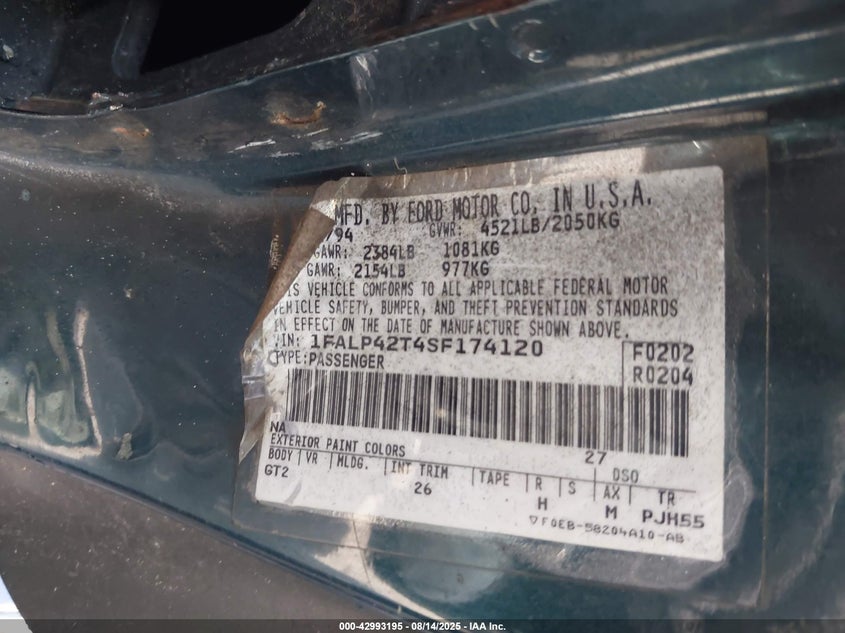 MFD. BY FORD MOTOR CO. IN U.S.A.
/94 GVWR: 4521LB/2050KG
GAWR: 2384LB 1081KG
GAWR: 2154LB 977KG
IS VEHICLE CONFORMS TO ALL APPLICABLE FEDERAL MOTOR
VEHICLE SAFETY, BUMPER, AND THEFT PREVENTION STANDARDS
IN EFFECT ON THE DATE OF MANUFACTURE SHOWN ABOVE.
VIN: 1FALP42T4SF174120
TYPE:PASSENGER
F0202
R0204
NA
EXTERIOR PAINT COLORS 27 DSO
BODY VR MLDG. INT TRIM TAPE R S AX TR
GT2 26 H M PJH55
▽F0EB-58204A10-AB
000-42993195 - 08/14/2025 - IAA Inc.